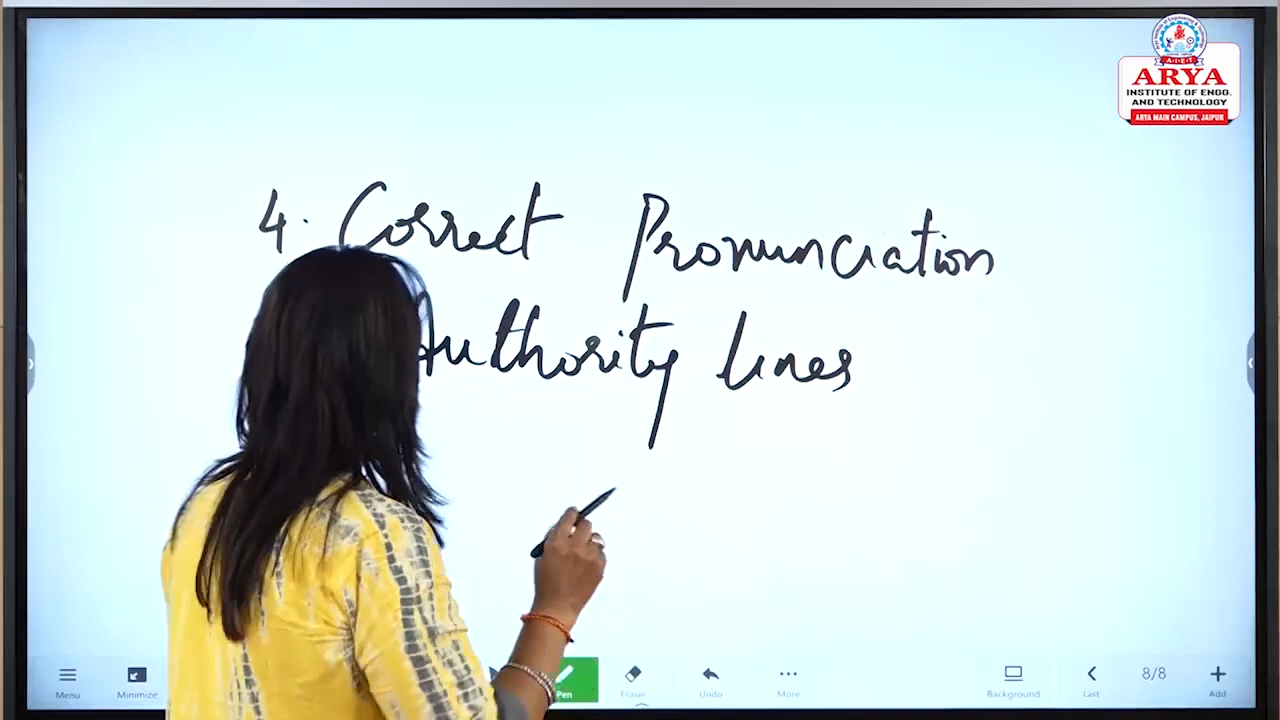 ARYA
INSTITUTE OF ENGG.
AND TECHNOLOGY
ARYA MAIN CAMPUS, JAIPUR
4. Correct Pronunciation
Authority lines
Menu
Minimize
Pen
Eraser
Undo
More
Background
Last
8/8
Add